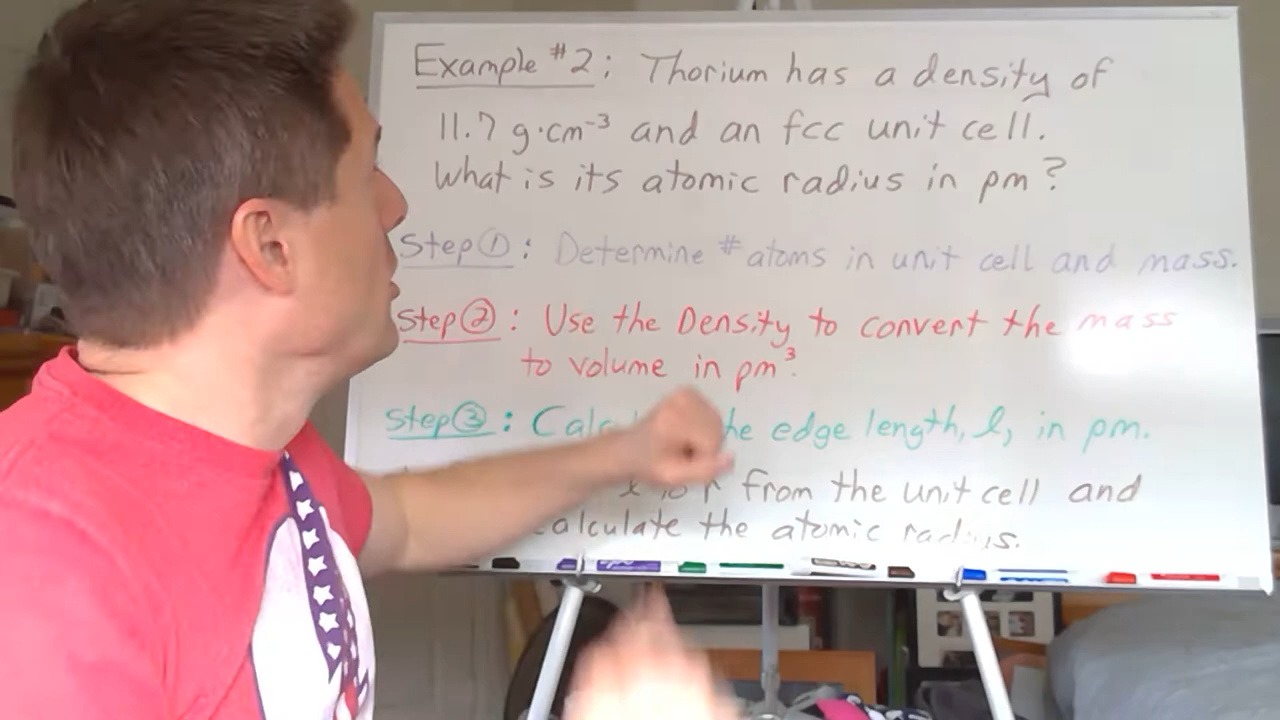 Example #2: Thorium has a density of
11.7 g·cm⁻³ and an fcc unit cell.
What is its atomic radius in pm?
Step ①: Determine # atoms in unit cell and mass.
Step ②: Use the Density to convert the mass
to volume in pm³.
Step ③: Calc he edge length, l, in pm.
r from the unit cell and
alculate the atomic radius.